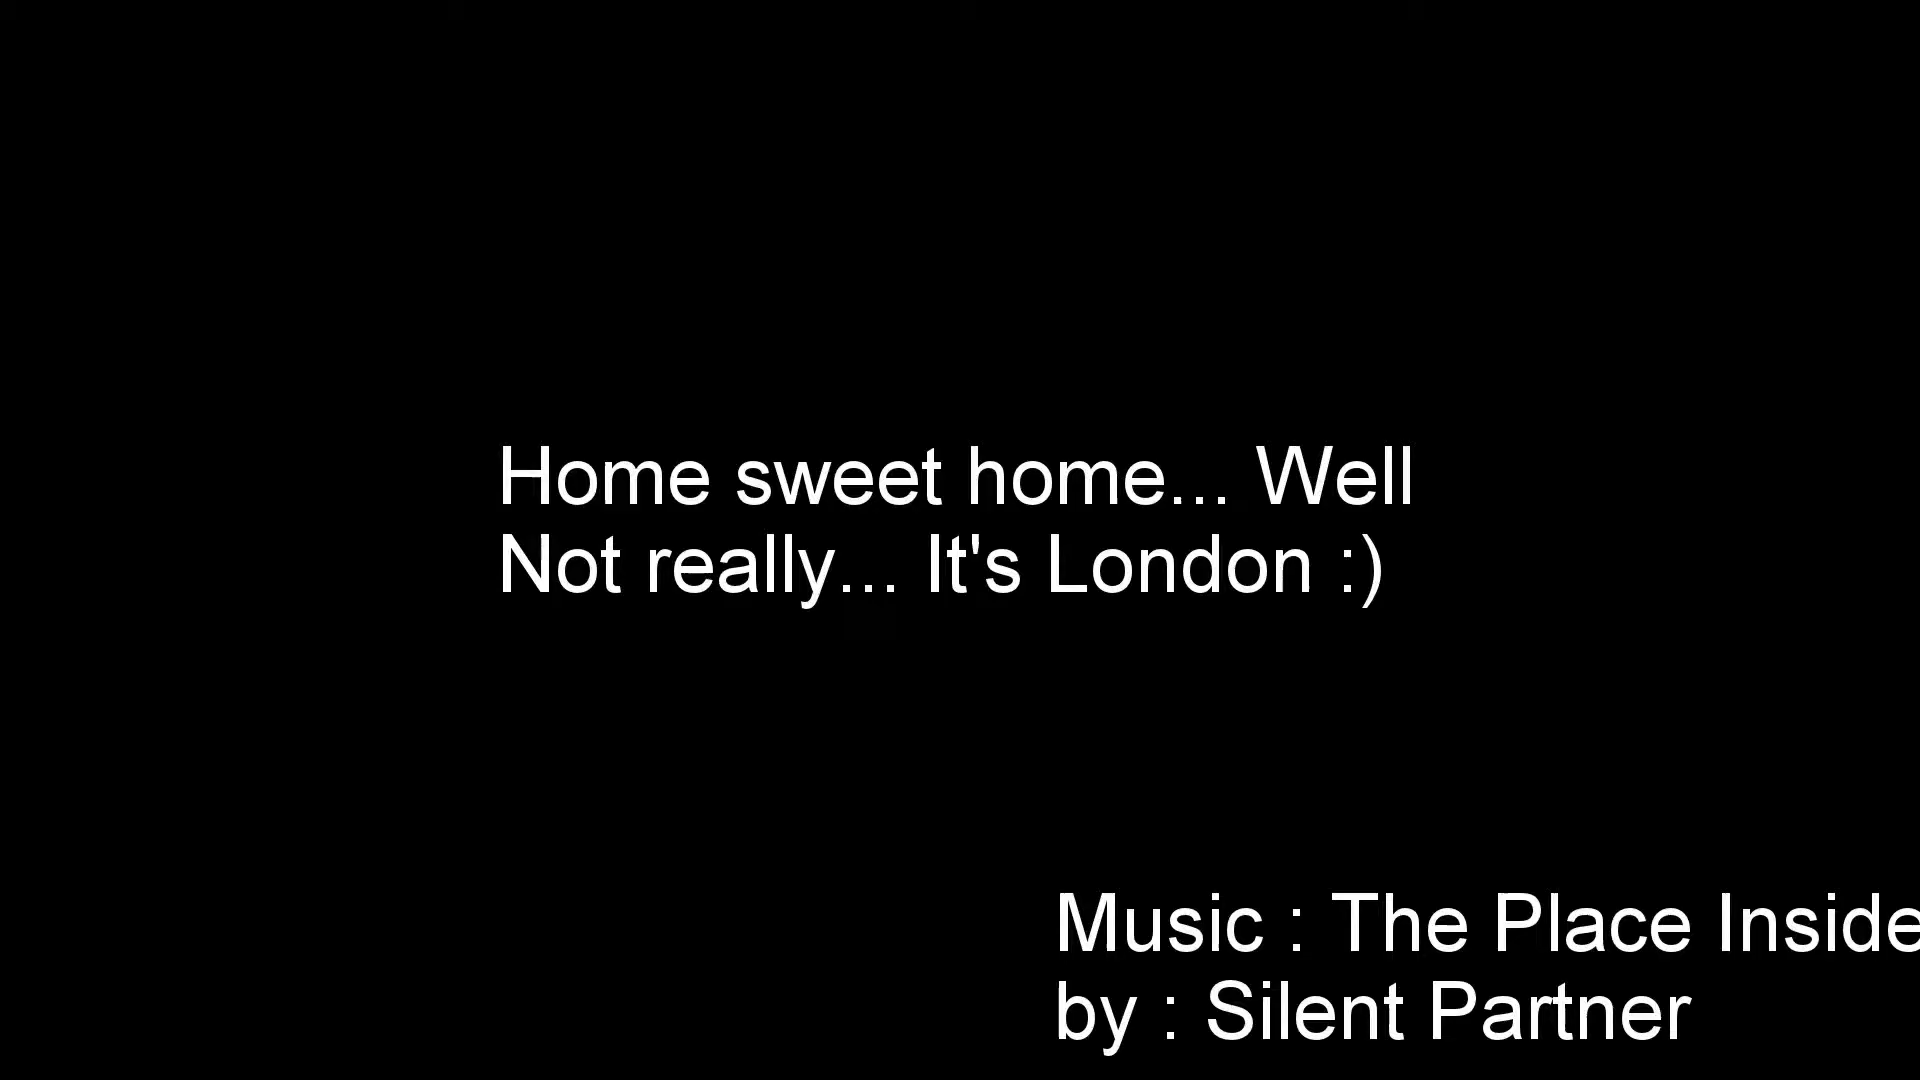 Home sweet home... Well
Not really... It's London :)
Music : The Place Inside
by : Silent Partner